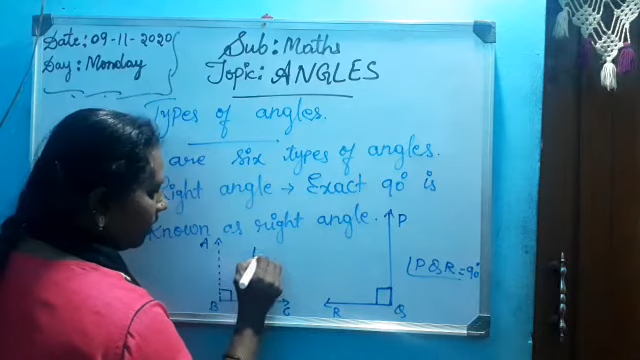 Date: 09-11-2020
Day: Monday
Sub: Maths
Topic: ANGLES
Types of angles.
are six types of angles.
Right angle → Exact 90° is
Known as right angle.
A
P
∠PQR = 90°
B
C
R
Q